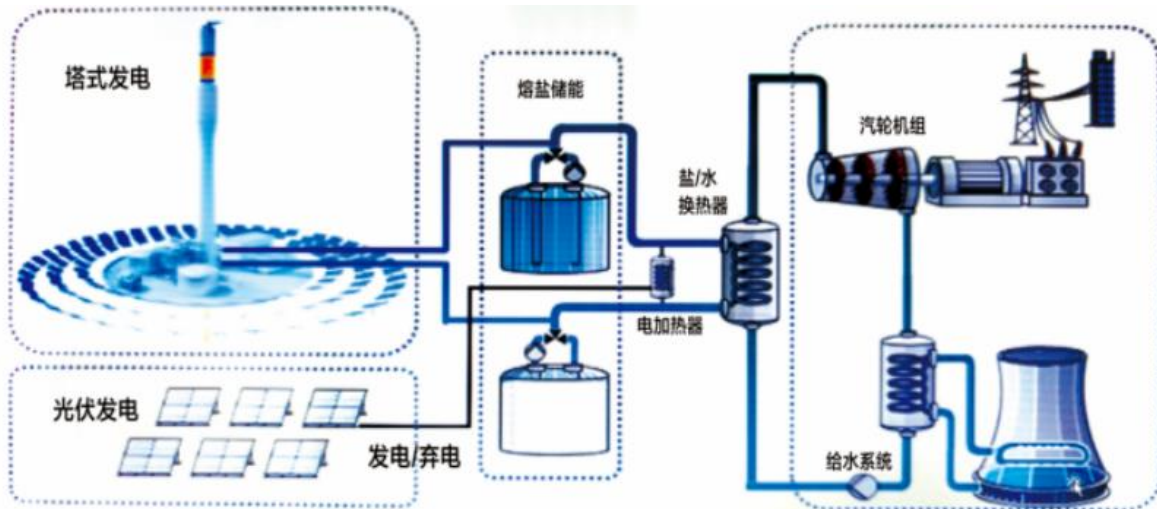 塔式发电
熔盐储能
汽轮机组
盐/水
换热器
电加热器
光伏发电
发电/弃电
给水系统